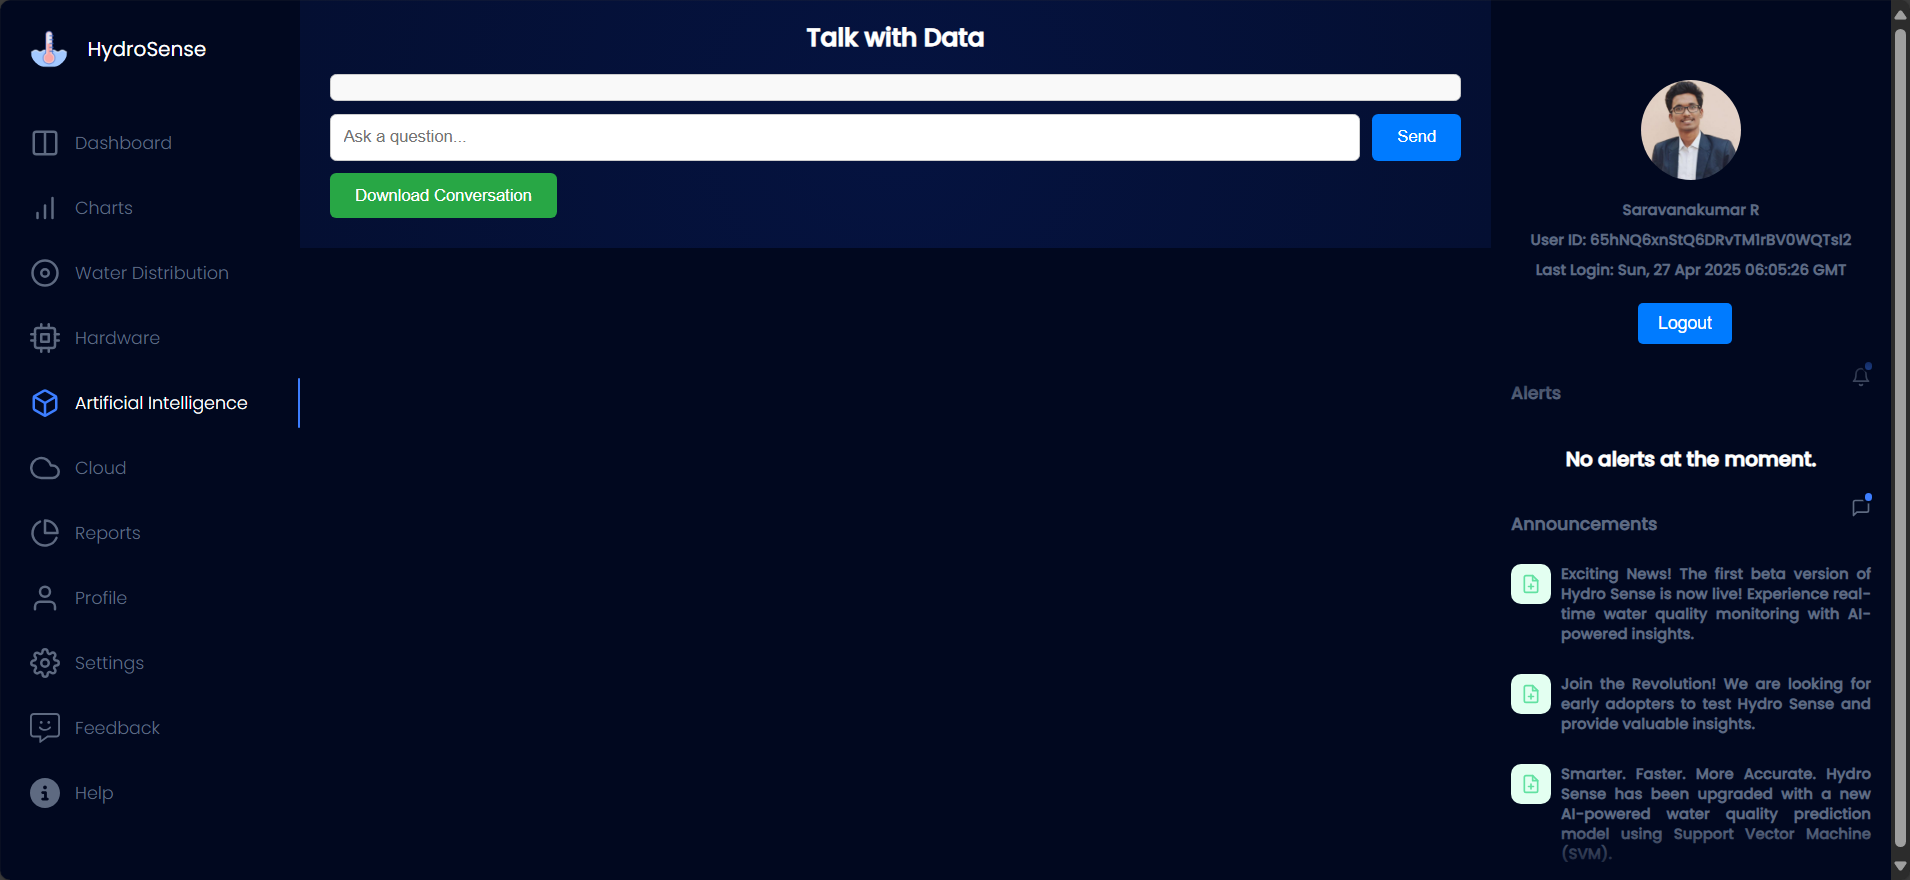 HydroSense
Dashboard
Charts
Water Distribution
Hardware
Artificial Intelligence
Cloud
Reports
Profile
Settings
Feedback
Help
Talk with Data
Ask a question...
Send
Download Conversation
Saravanakumar R
User ID: 65hNQ6xnStQ6DRvTM1rBV0WQTsI2
Last Login: Sun, 27 Apr 2025 06:05:26 GMT
Logout
Alerts
No alerts at the moment.
Announcements
Exciting News! The first beta version of
Hydro Sense is now live! Experience real-
time water quality monitoring with AI-
powered insights.
Join the Revolution! We are looking for
early adopters to test Hydro Sense and
provide valuable insights.
Smarter. Faster. More Accurate. Hydro
Sense has been upgraded with a new
AI-powered water quality prediction
model using Support Vector Machine
(SVM).